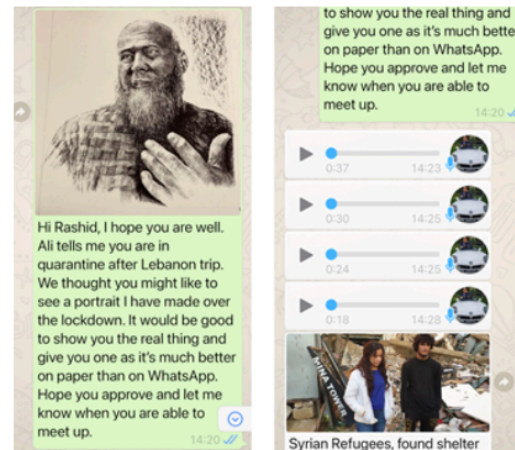 Hi Rashid, I hope you are well.
Ali tells me you are in
quarantine after Lebanon trip.
We thought you might like to
see a portrait I have made over
the lockdown. It would be good
to show you the real thing and
give you one as it's much better
on paper than on WhatsApp.
Hope you approve and let me
know when you are able to
meet up.
14:20
to show you the real thing and
give you one as it's much bette
on paper than on WhatsApp.
Hope you approve and let me
know when you are able to
meet up.
14:20
0:37 14:23
0:30 14:25
0:24 14:25
0:18 14:28
NINA TOWER
Syrian Refugees, found shelter